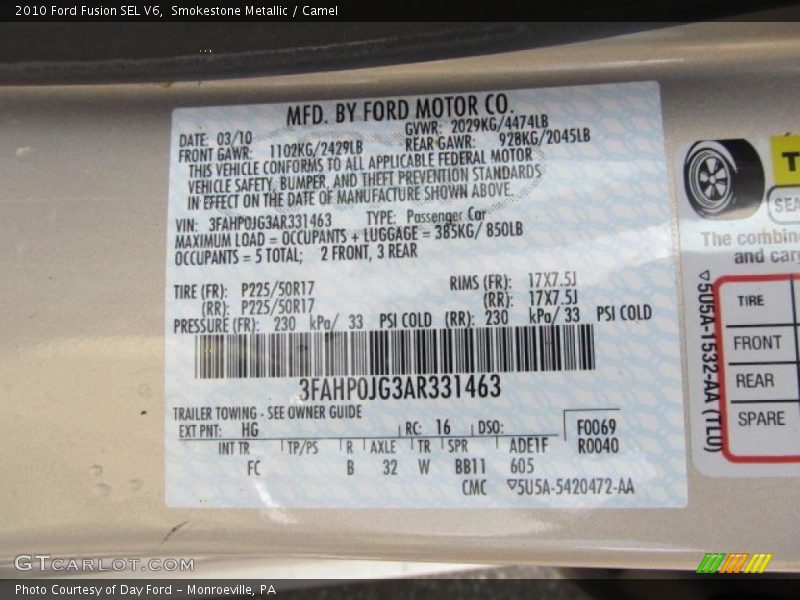 2010 Ford Fusion SEL V6,  Smokestone Metallic / Camel
MFD. BY FORD MOTOR CO.
DATE: 03/10 GVWR: 2029KG/4474LB
FRONT GAWR: 1102KG/2429LB REAR GAWR: 928KG/2045LB
THIS VEHICLE CONFORMS TO ALL APPLICABLE FEDERAL MOTOR
VEHICLE SAFETY, BUMPER, AND THEFT PREVENTION STANDARDS
IN EFFECT ON THE DATE OF MANUFACTURE SHOWN ABOVE.
VIN: 3FAHP0JG3AR331463 TYPE: Passenger Car
MAXIMUM LOAD = OCCUPANTS + LUGGAGE = 385KG/ 850LB
OCCUPANTS = 5 TOTAL; 2 FRONT, 3 REAR
TIRE (FR): P225/50R17 RIMS (FR): 17X7.5J
(RR): P225/50R17 (RR): 17X7.5J
PRESSURE (FR): 230 kPa/ 33 PSI COLD (RR): 230 kPa/ 33 PSI COLD
3FAHP0JG3AR331463
TRAILER TOWING - SEE OWNER GUIDE
EXT PNT: HG RC: 16 DSO: F0069
INT TR TP/PS R AXLE TR SPR ADE1F R0040
FC B 32 W BB11 605
CMC ▽5U5A-5420472-AA
T
SEA
The combina
and carg
▽5U5A-1532-AA (TL0)
TIRE
FRONT
REAR
SPARE
GTCARLOT.COM
Photo Courtesy of Day Ford – Monroeville, PA